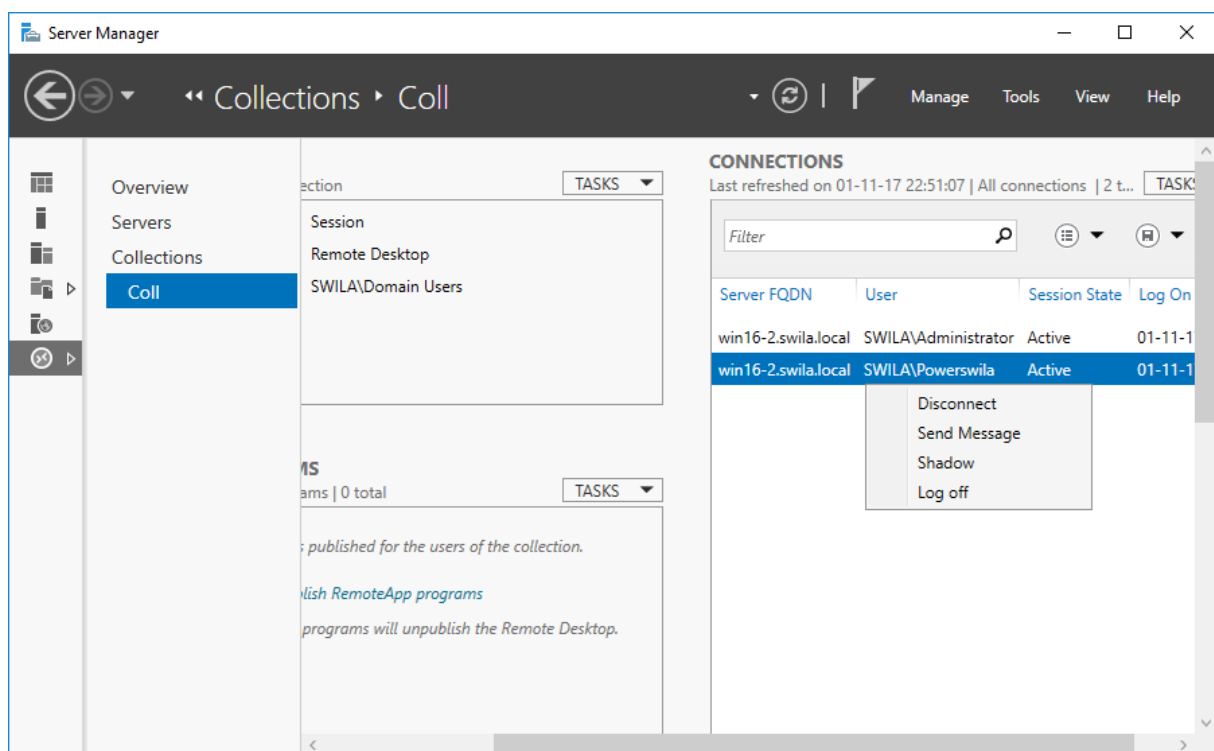 Server Manager
Collections Coll
Manage Tools View Help
Overview
Servers
Collections
Coll
ection
TASKS
Session
Remote Desktop
SWILA\Domain Users
MS
ams | 0 total
TASKS
s published for the users of the collection.
lish RemoteApp programs
programs will unpublish the Remote Desktop.
CONNECTIONS
Last refreshed on 01-11-17 22:51:07 | All connections | 2 t... TASKS
Filter
Server FQDN User Session State Log On
win16-2.swila.local SWILA\Administrator Active 01-11-1
win16-2.swila.local SWILA\Powerswila Active 01-11-1
Disconnect
Send Message
Shadow
Log off